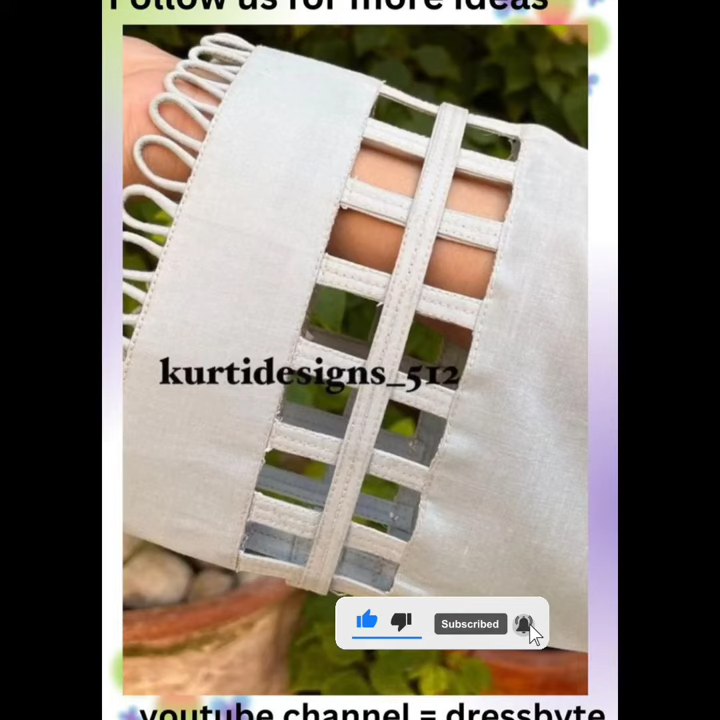 Follow us for more ideas
kurtidesigns_512
Subscribed
youtube channel = dressbyte